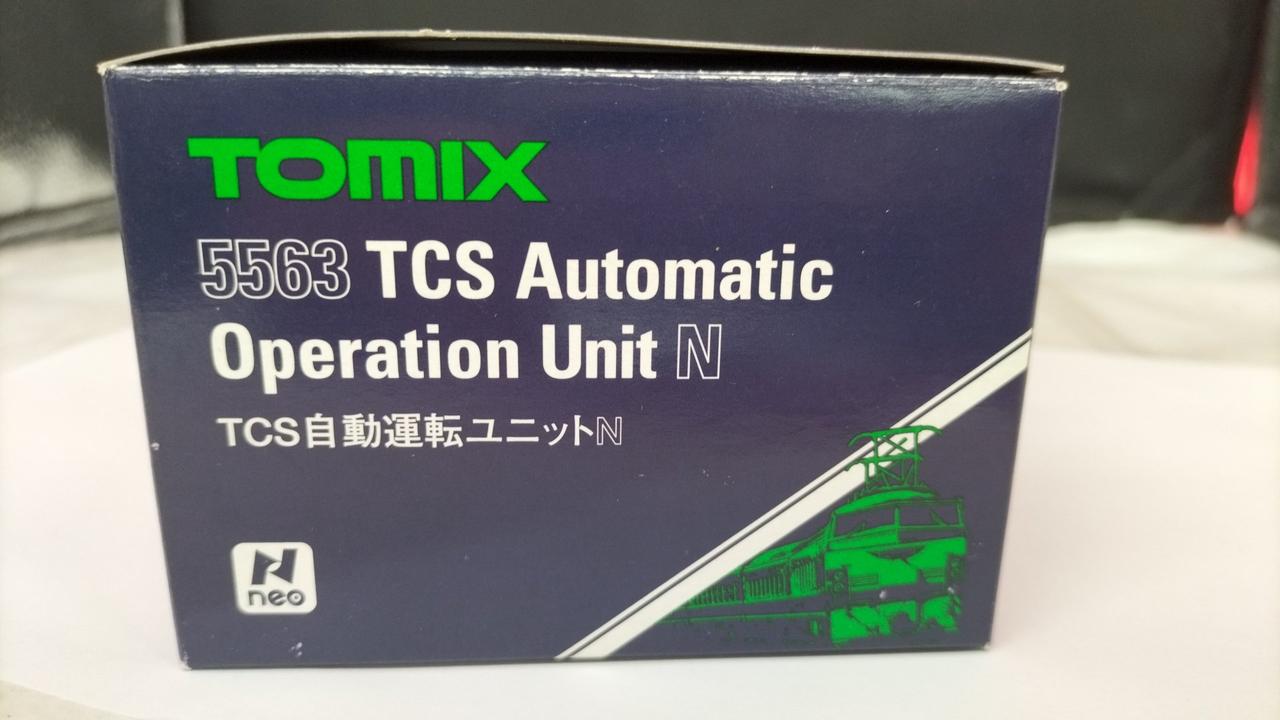 TOMIX
5563 TCS Automatic
Operation Unit N
TCS自動運転ユニットN
N
neo